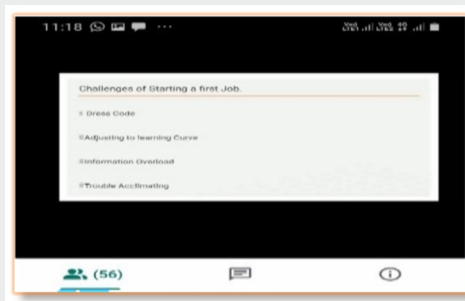 11:18
Challenges of Starting a first Job.
# Dress Code
#Adjusting to learning Curve
#Information Overload
#Trouble Acclimating
(56)